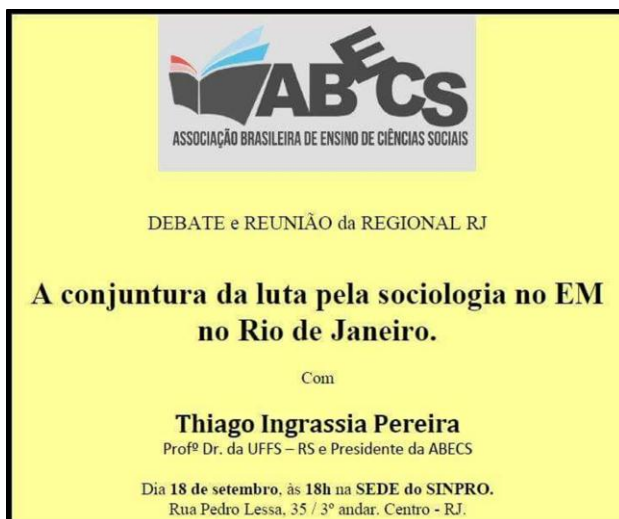 ABECS
ASSOCIAÇÃO BRASILEIRA DE ENSINO DE CIÊNCIAS SOCIAIS
DEBATE e REUNIÃO da REGIONAL RJ
A conjuntura da luta pela sociologia no EM
no Rio de Janeiro.
Com
Thiago Ingrassia Pereira
Profº Dr. da UFFS – RS e Presidente da ABECS
Dia 18 de setembro, às 18h na SEDE do SINPRO.
Rua Pedro Lessa, 35 / 3º andar. Centro - RJ.